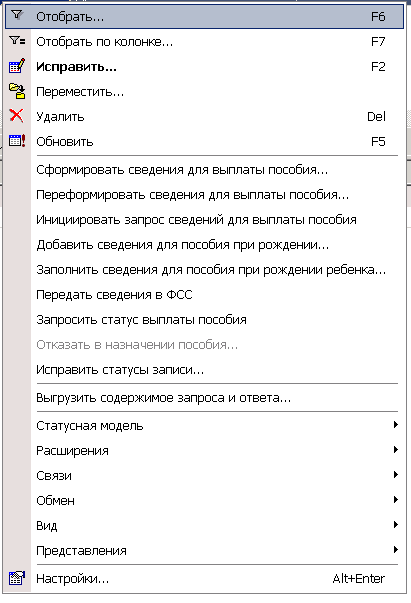 Отобрать... F6
Отобрать по колонке... F7
Исправить... F2
Переместить...
Удалить Del
Обновить F5
Сформировать сведения для выплаты пособия...
Переформировать сведения для выплаты пособия...
Инициировать запрос сведений для выплаты пособия
Добавить сведения для пособия при рождении...
Заполнить сведения для пособия при рождении ребенка...
Передать сведения в ФСС
Запросить статус выплаты пособия
Отказать в назначении пособия...
Исправить статусы записи...
Выгрузить содержимое запроса и ответа...
Статусная модель
Расширения
Связи
Обмен
Вид
Представления
Настройки... Alt+Enter